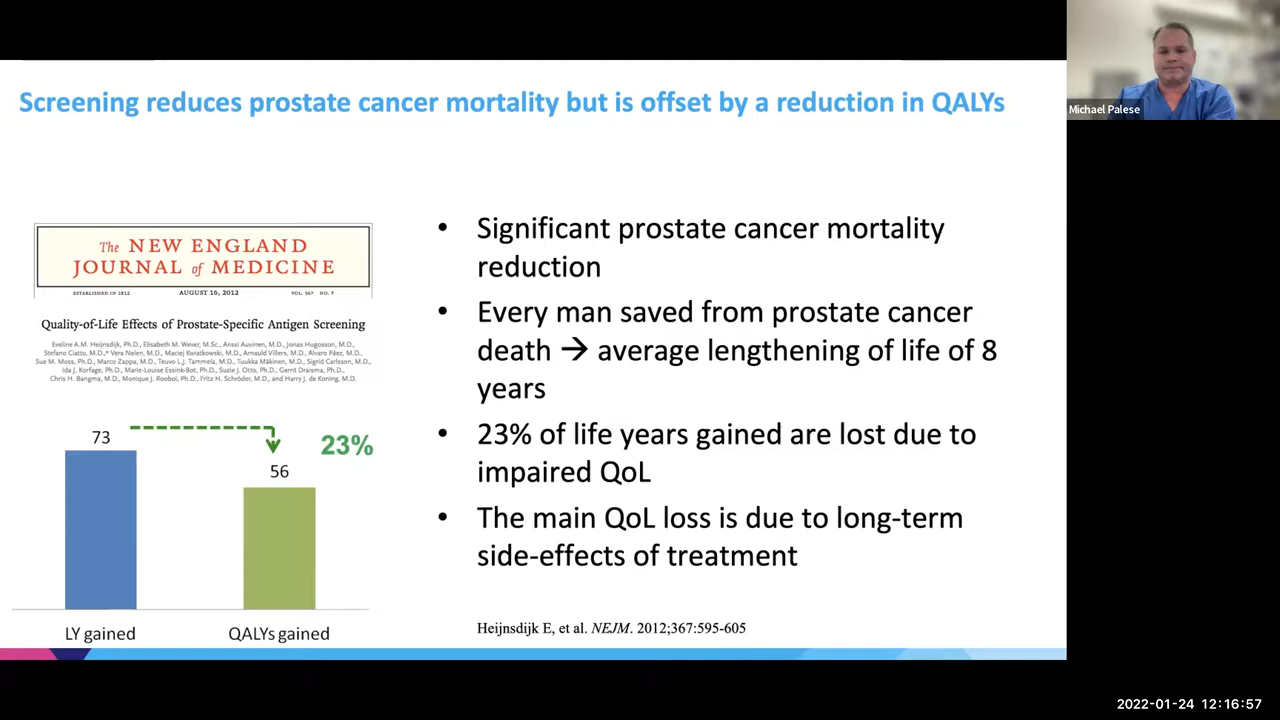 Screening reduces prostate cancer mortality but is offset by a reduction in QALYs
Michael Palese
The NEW ENGLAND
JOURNAL of MEDICINE
ESTABLISHED IN 1812 AUGUST 16, 2012 VOL. 367 NO. 7
Quality-of-Life Effects of Prostate-Specific Antigen Screening
Eveline A.M. Heijnsdijk, Ph.D., Elisabeth M. Wever, M.Sc., Anssi Auvinen, M.D., Jonas Hugosson, M.D.,
Stefano Ciatto, M.D.,* Vera Nelen, M.D., Maciej Kwiatkowski, M.D., Arnauld Villers, M.D., Alvaro Páez, M.D.,
Sue M. Moss, Ph.D., Marco Zappa, M.D., Teuvo L.J. Tammela, M.D., Tuukka Mäkinen, M.D., Sigrid Carlsson, M.D.,
Ida J. Korfage, Ph.D., Marie-Louise Essink-Bot, Ph.D., Suzie J. Otto, Ph.D., Gerrit Draisma, Ph.D.,
Chris H. Bangma, M.D., Monique J. Roobol, Ph.D., Fritz H. Schröder, M.D., and Harry J. de Koning, M.D.
73
23%
56
LY gained
QALYs gained
• Significant prostate cancer mortality
reduction
• Every man saved from prostate cancer
death → average lengthening of life of 8
years
• 23% of life years gained are lost due to
impaired QoL
• The main QoL loss is due to long-term
side-effects of treatment
Heijnsdijk E, et al. NEJM. 2012;367:595-605
2022-01-24 12:16:57